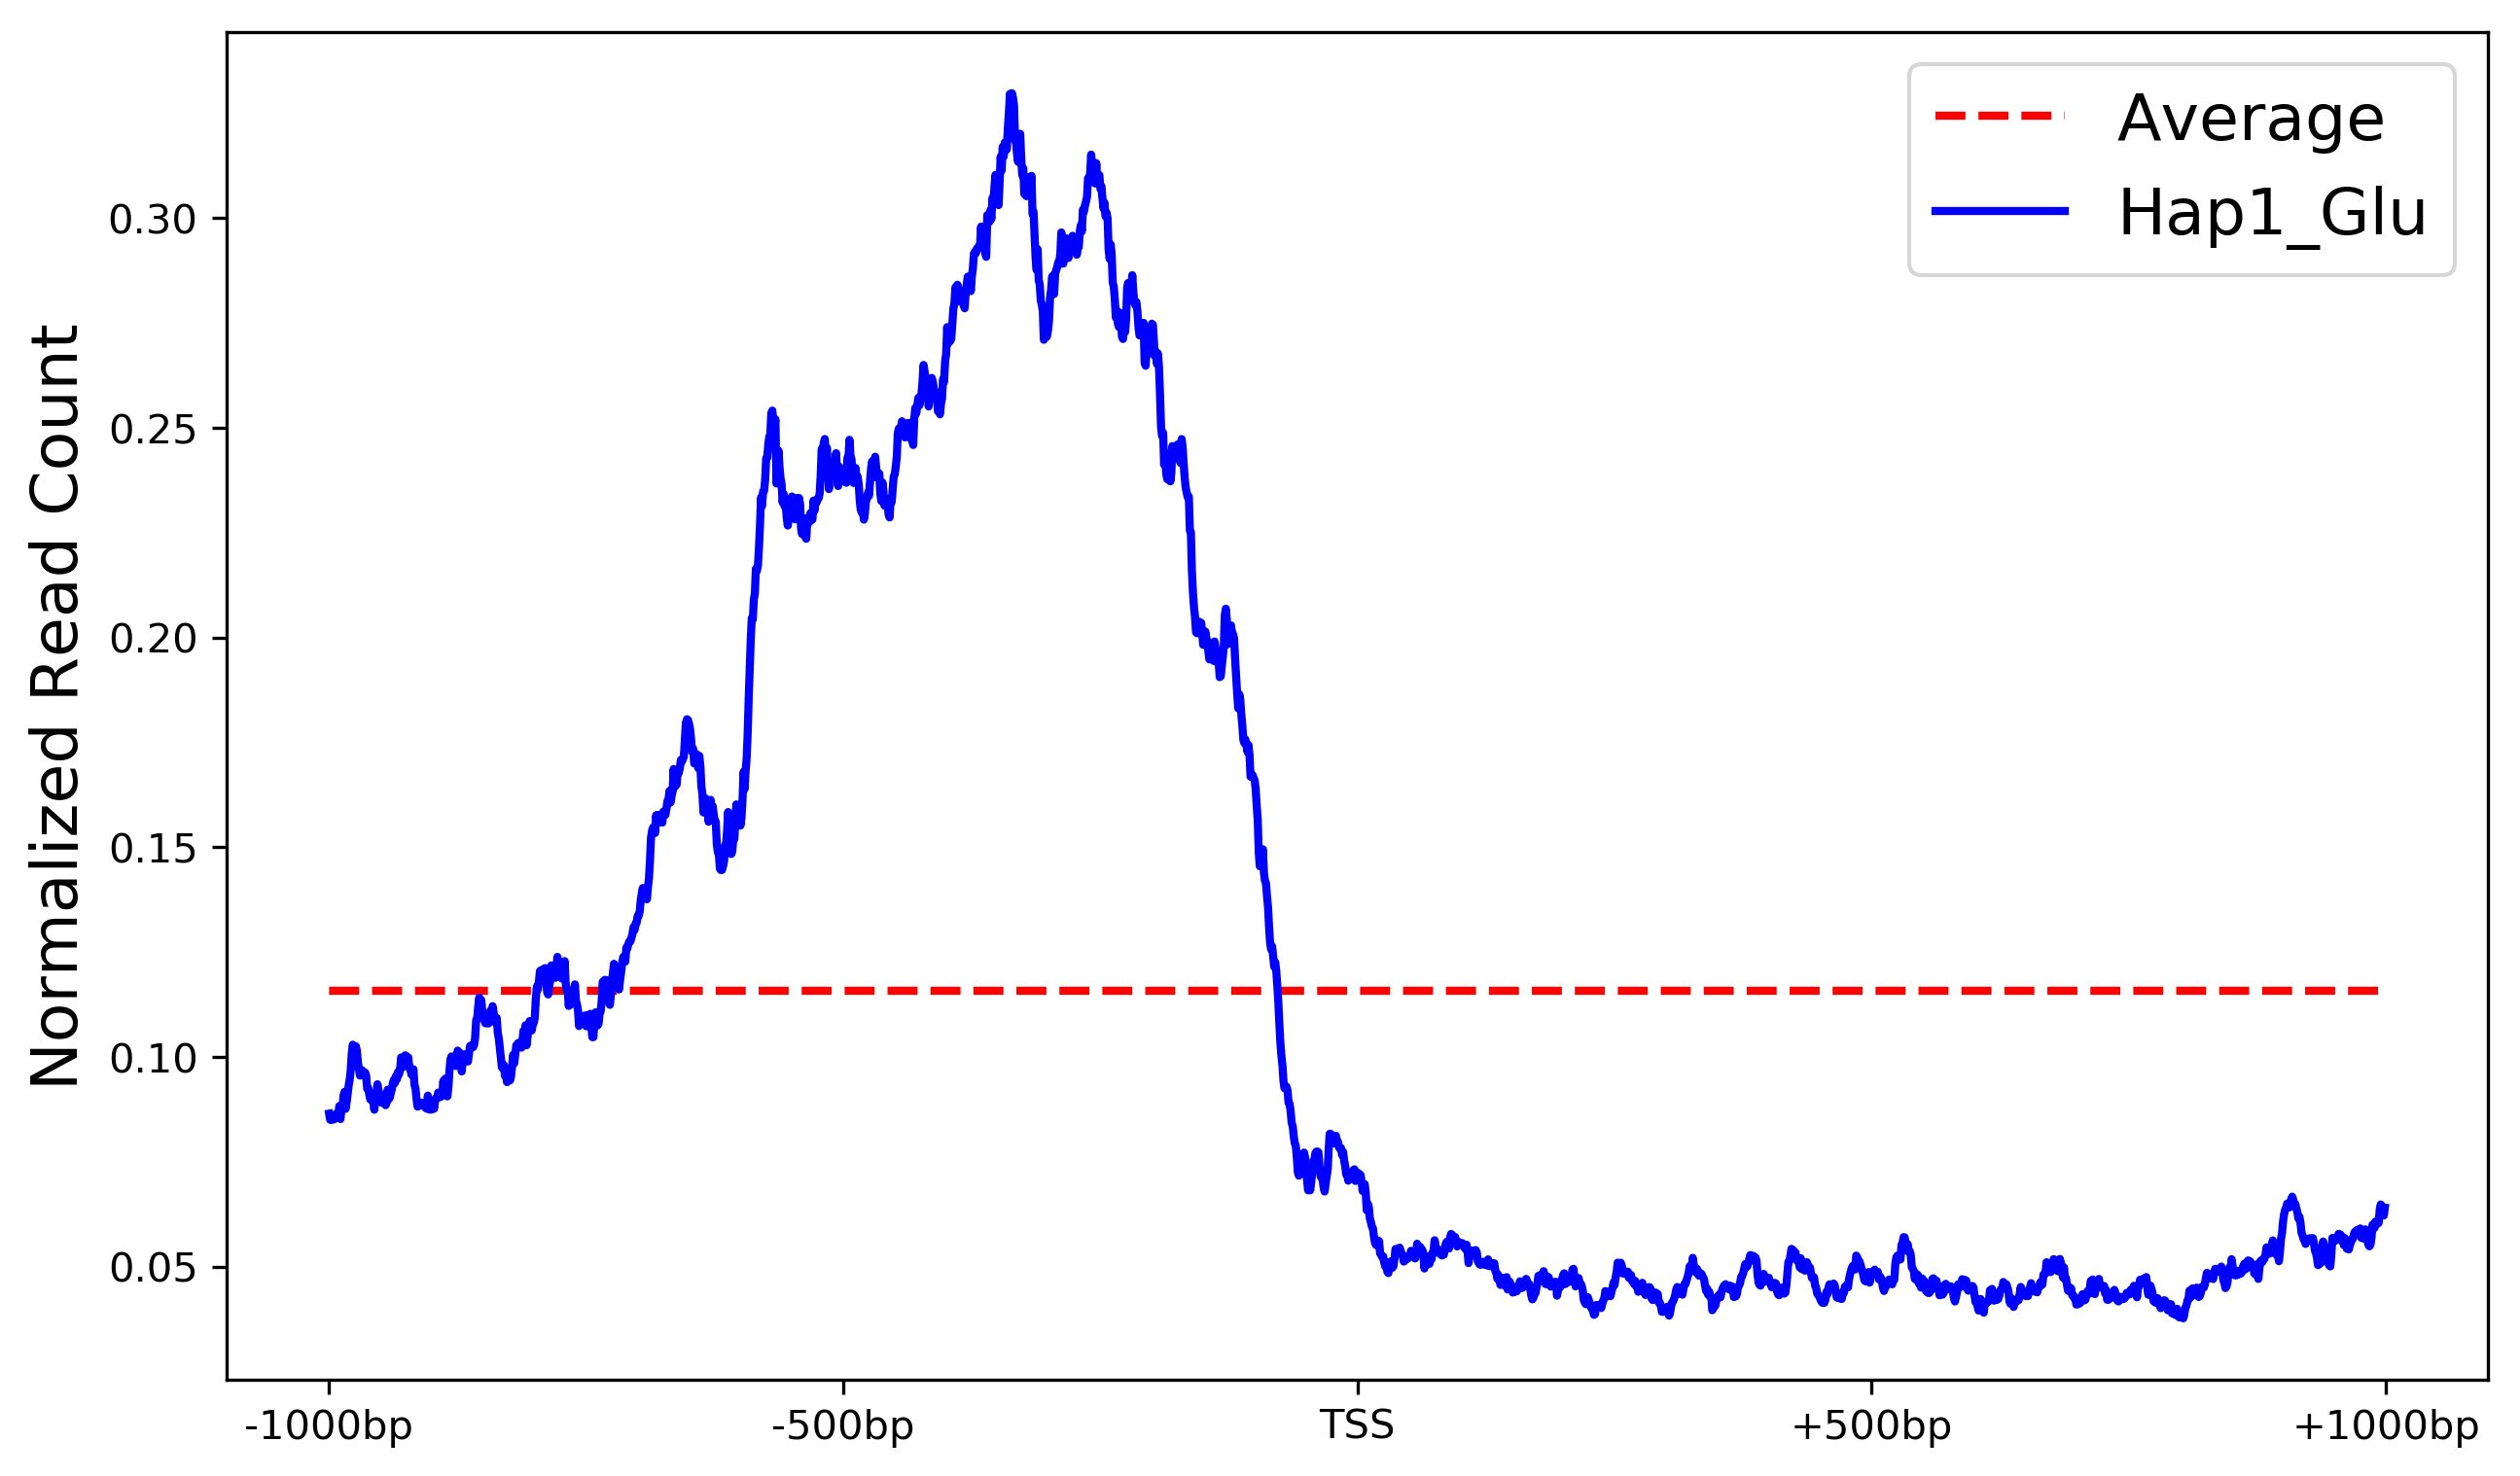 Average
Hap1_Glu
Normalized Read Count
0.30
0.25
0.20
0.15
0.10
0.05
-1000bp
-500bp
TSS
+500bp
+1000bp